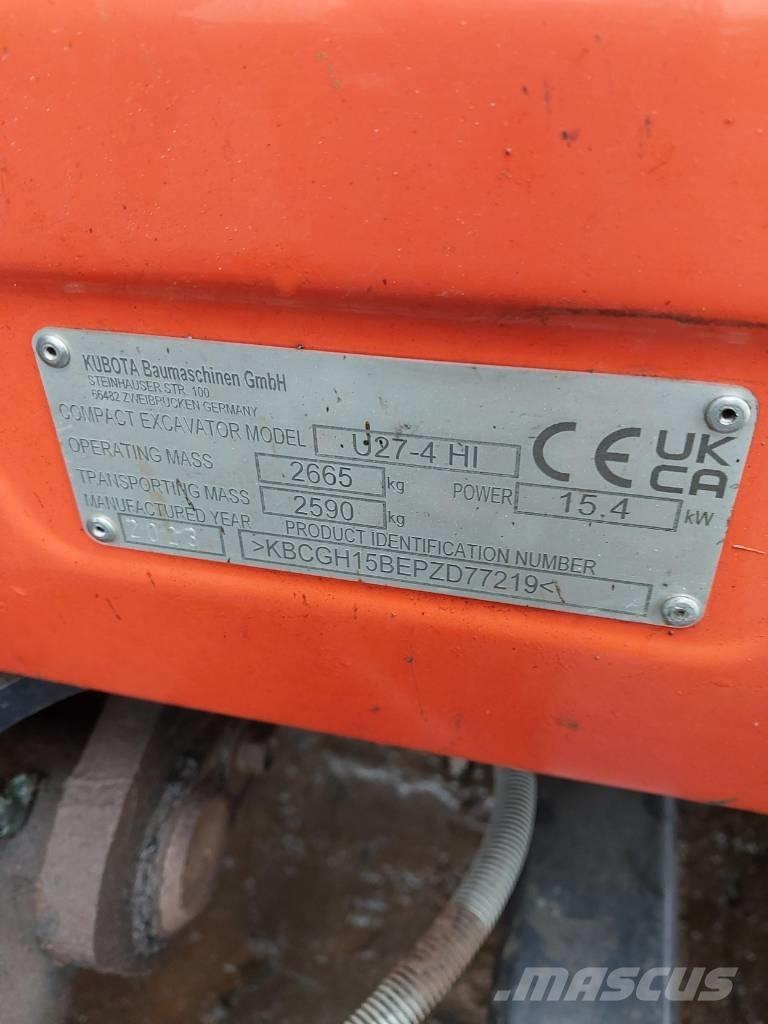 KUBOTA Baumaschinen GmbH
STEINHAUSER STR. 100
66482 ZWEIBRÜCKEN GERMANY
COMPACT EXCAVATOR MODEL U27-4 HI
OPERATING MASS 2665 kg
TRANSPORTING MASS 2590 kg
POWER 15.4 kW
CE UK CA
MANUFACTURED YEAR 2023
PRODUCT IDENTIFICATION NUMBER
>KBCGH15BEPZD77219<
MASCUS